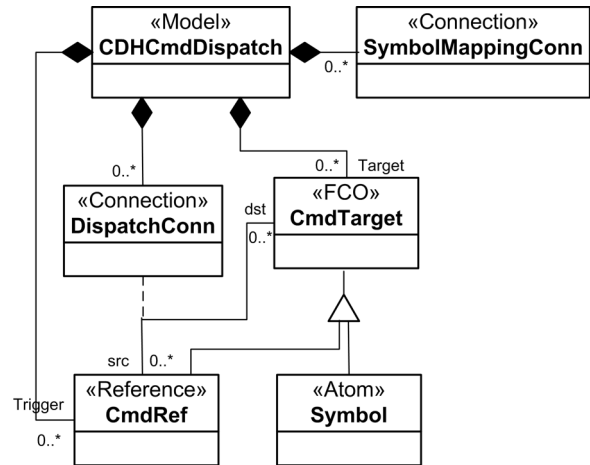 «Model»
CDHCmdDispatch
«Connection»
SymbolMappingConn
0..*
0..*
0..*
Target
«Connection»
DispatchConn
«FCO»
CmdTarget
dst
0..*
src
0..*
Trigger
0..*
«Reference»
CmdRef
«Atom»
Symbol